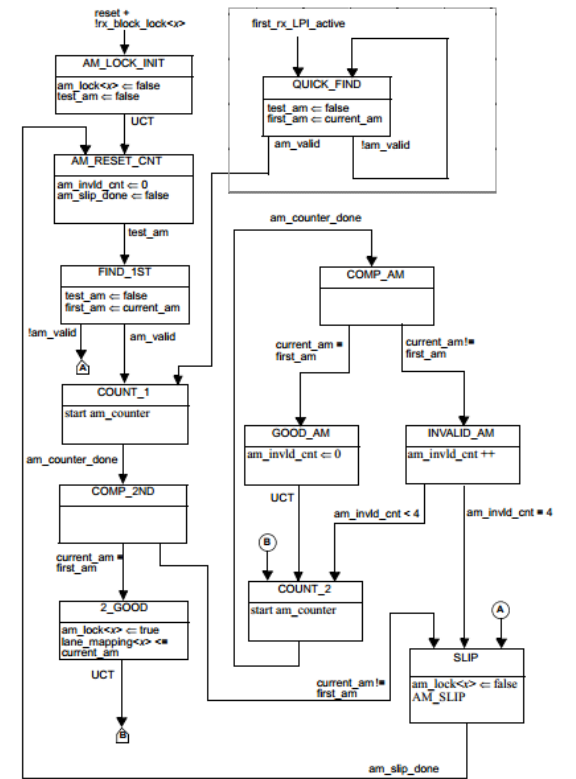 reset +
!rx_block_lock<x>
AM_LOCK_INIT
am_lock<x> ⇐ false
test_am ⇐ false
UCT
AM_RESET_CNT
am_invld_cnt ⇐ 0
am_slip_done ⇐ false
test_am
FIND_1ST
test_am ⇐ false
first_am ⇐ current_am
!am_valid
am_valid
A
COUNT_1
start am_counter
am_counter_done
COMP_2ND
current_am =
first_am
2_GOOD
am_lock<x> ⇐ true
lane_mapping<x> <=
current_am
UCT
B
first_rx_LPI_active
QUICK_FIND
test_am ⇐ false
first_am ⇐ current_am
am_valid
!am_valid
am_counter_done
COMP_AM
current_am =
first_am
current_am !=
first_am
GOOD_AM
am_invld_cnt ⇐ 0
INVALID_AM
am_invld_cnt ++
UCT
am_invld_cnt < 4
am_invld_cnt = 4
B
COUNT_2
start am_counter
A
current_am !=
first_am
SLIP
am_lock<x> ⇐ false
AM_SLIP
am_slip_done